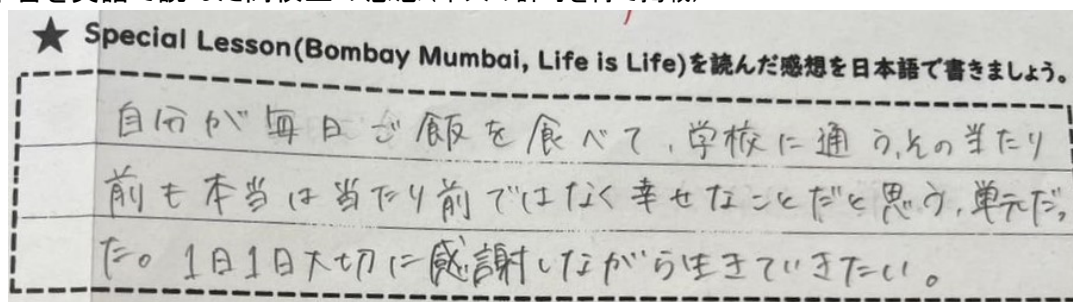 ★ Special Lesson(Bombay Mumbai, Life is Life)を読んだ感想を日本語で書きましょう。
自分が毎日ご飯を食べて、学校に通う、その当たり
前も本当は当たり前ではなく幸せなことだと思う、単元だっ
た。1日1日大切に感謝しながら生きていきたい。